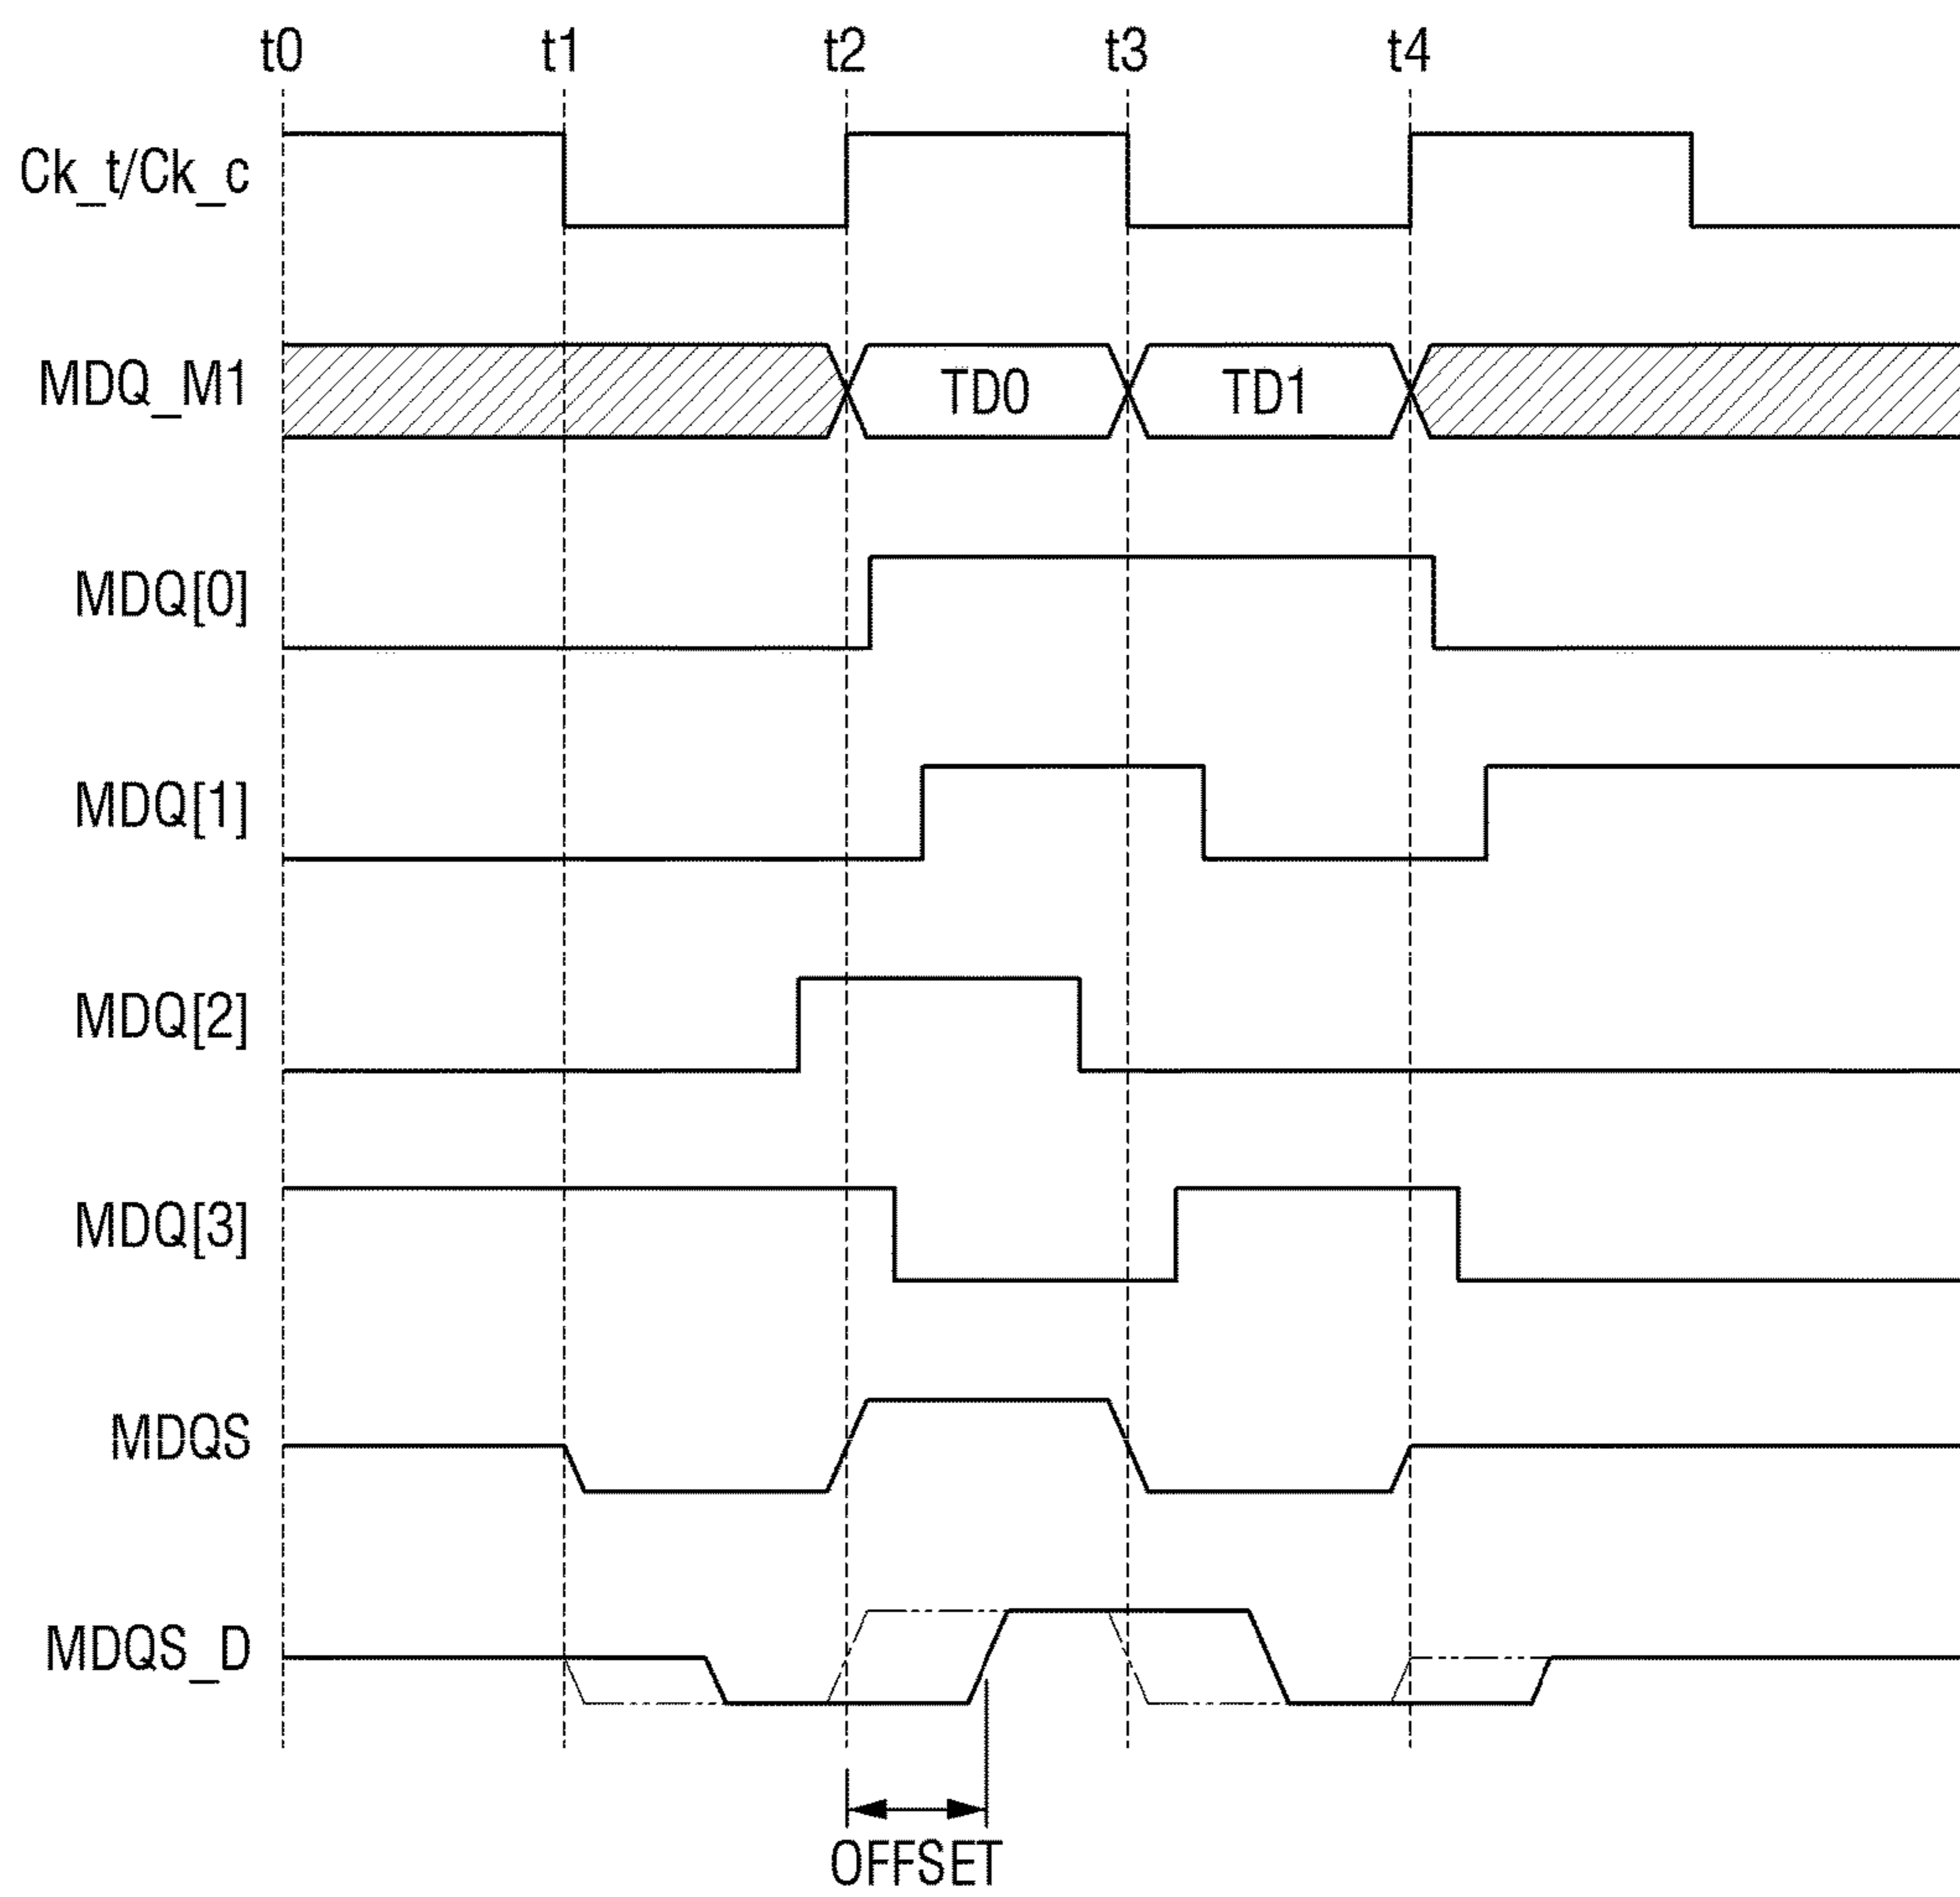 t0 t1 t2 t3 t4
Ck_t/Ck_c
MDQ_M1 TD0 TD1
MDQ[0]
MDQ[1]
MDQ[2]
MDQ[3]
MDQS
MDQS_D
OFFSET